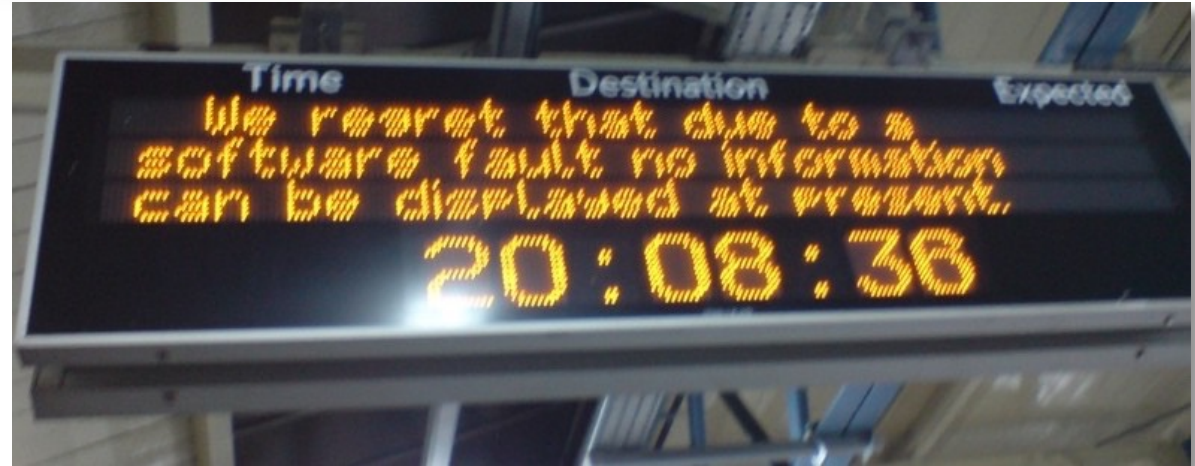 Time Destination Expected
We regret that due to a
software fault no information
can be displayed at present.
20:08:36